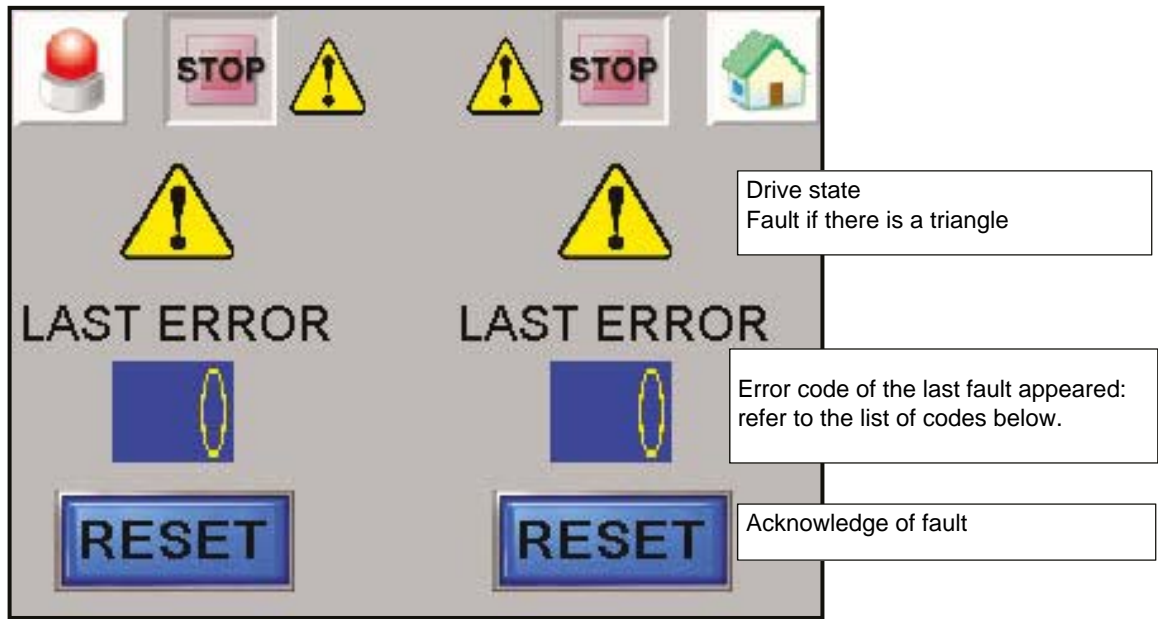 STOP STOP
Drive state
Fault if there is a triangle
LAST ERROR LAST ERROR
0 0
Error code of the last fault appeared:
refer to the list of codes below.
RESET RESET
Acknowledge of fault